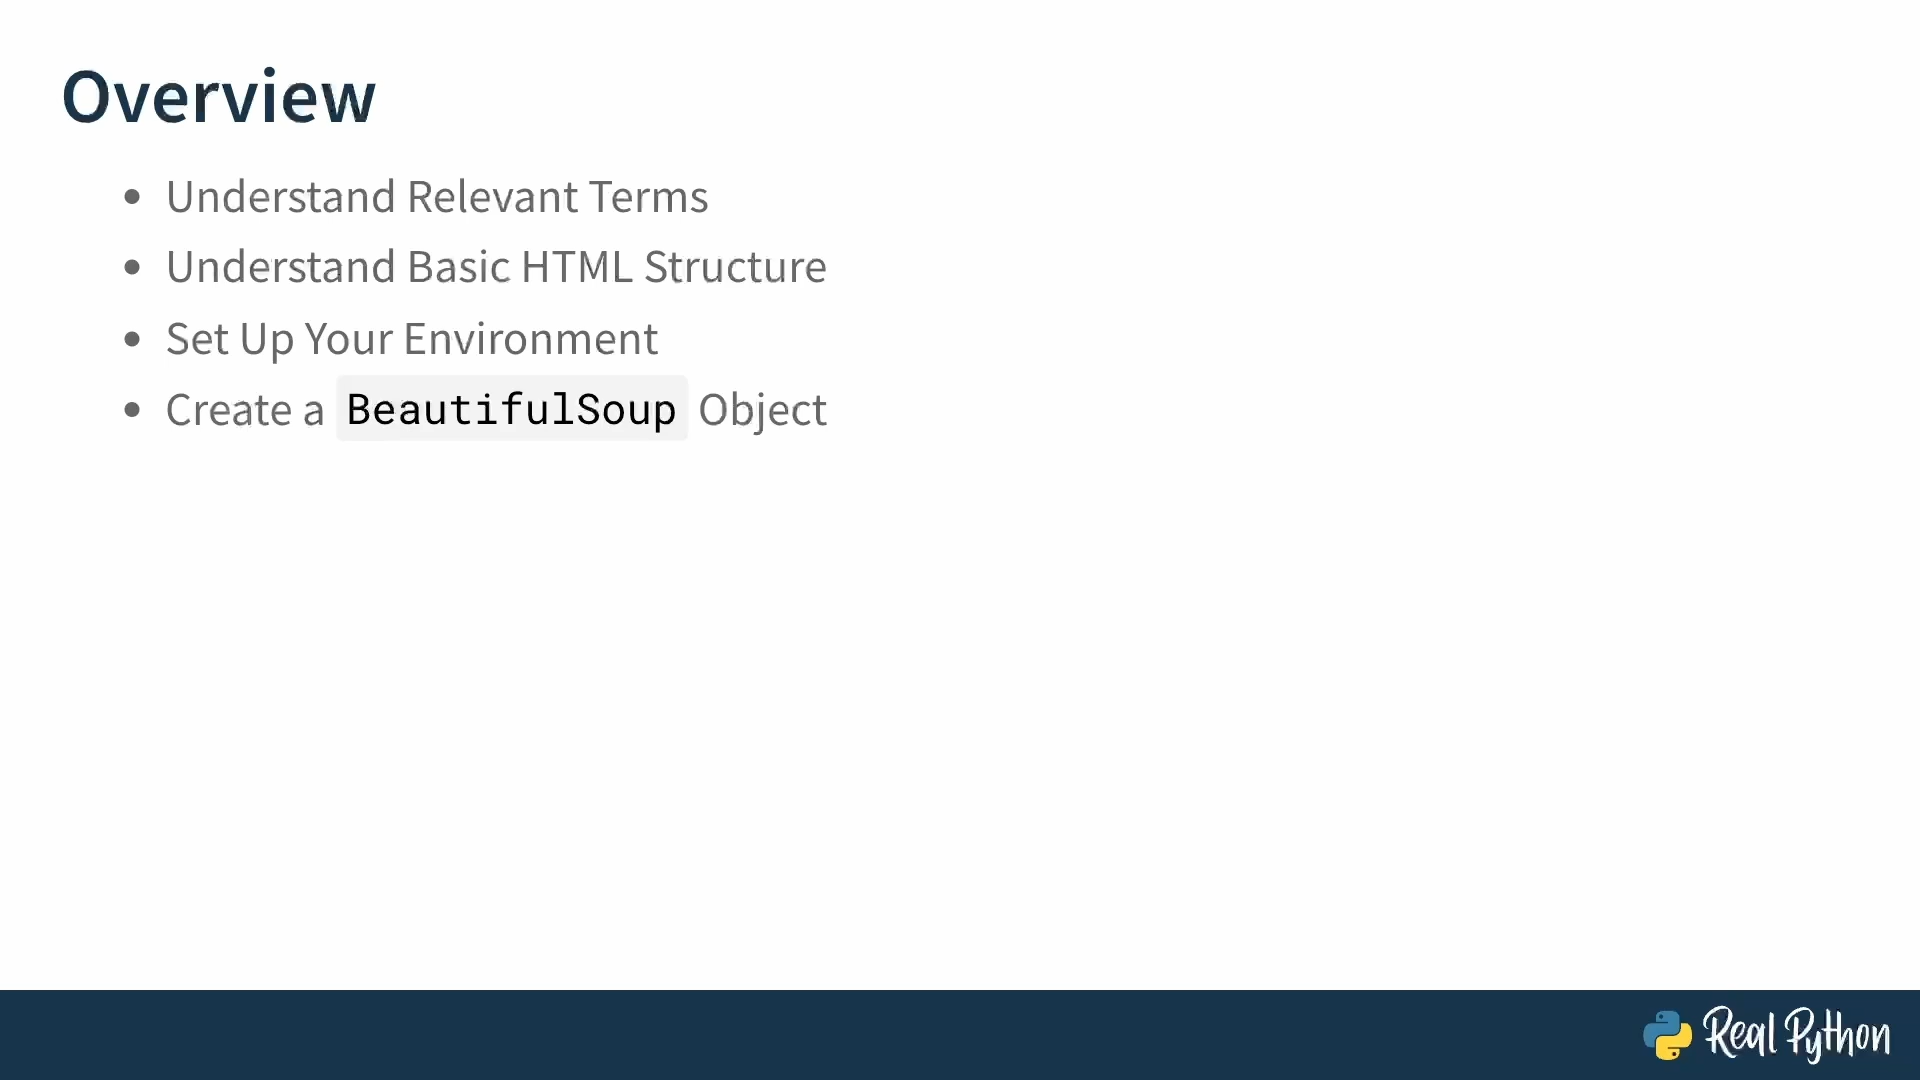 Overview
• Understand Relevant Terms
• Understand Basic HTML Structure
• Set Up Your Environment
• Create a BeautifulSoup Object
Real Python